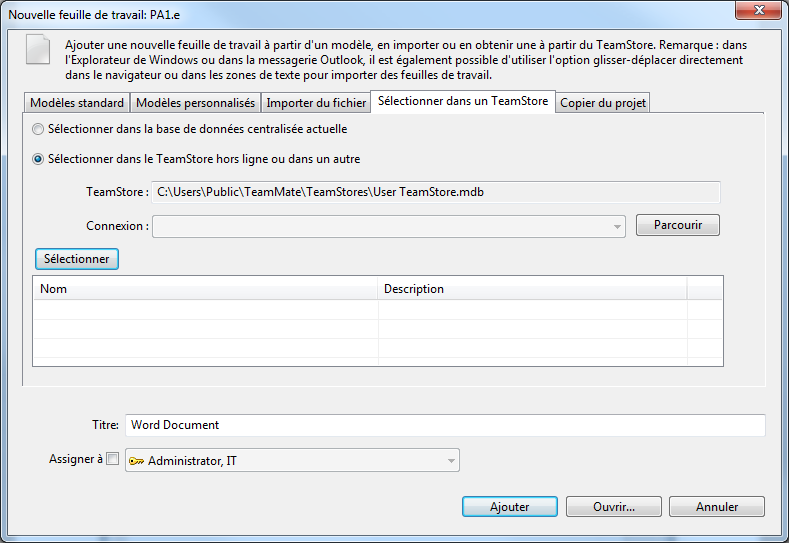 Nouvelle feuille de travail: PA1.e
Ajouter une nouvelle feuille de travail à partir d'un modèle, en importer ou en obtenir une à partir du TeamStore. Remarque : dans
l'Explorateur de Windows ou dans la messagerie Outlook, il est également possible d'utiliser l'option glisser-déplacer directement
dans le navigateur ou dans les zones de texte pour importer des feuilles de travail.
Modèles standard Modèles personnalisés Importer du fichier Sélectionner dans un TeamStore Copier du projet
Sélectionner dans la base de données centralisée actuelle
Sélectionner dans le TeamStore hors ligne ou dans un autre
TeamStore : C:\Users\Public\TeamMate\TeamStores\User TeamStore.mdb
Connexion : Parcourir
Sélectionner
Nom Description
Titre: Word Document
Assigner à Administrator, IT
Ajouter Ouvrir... Annuler